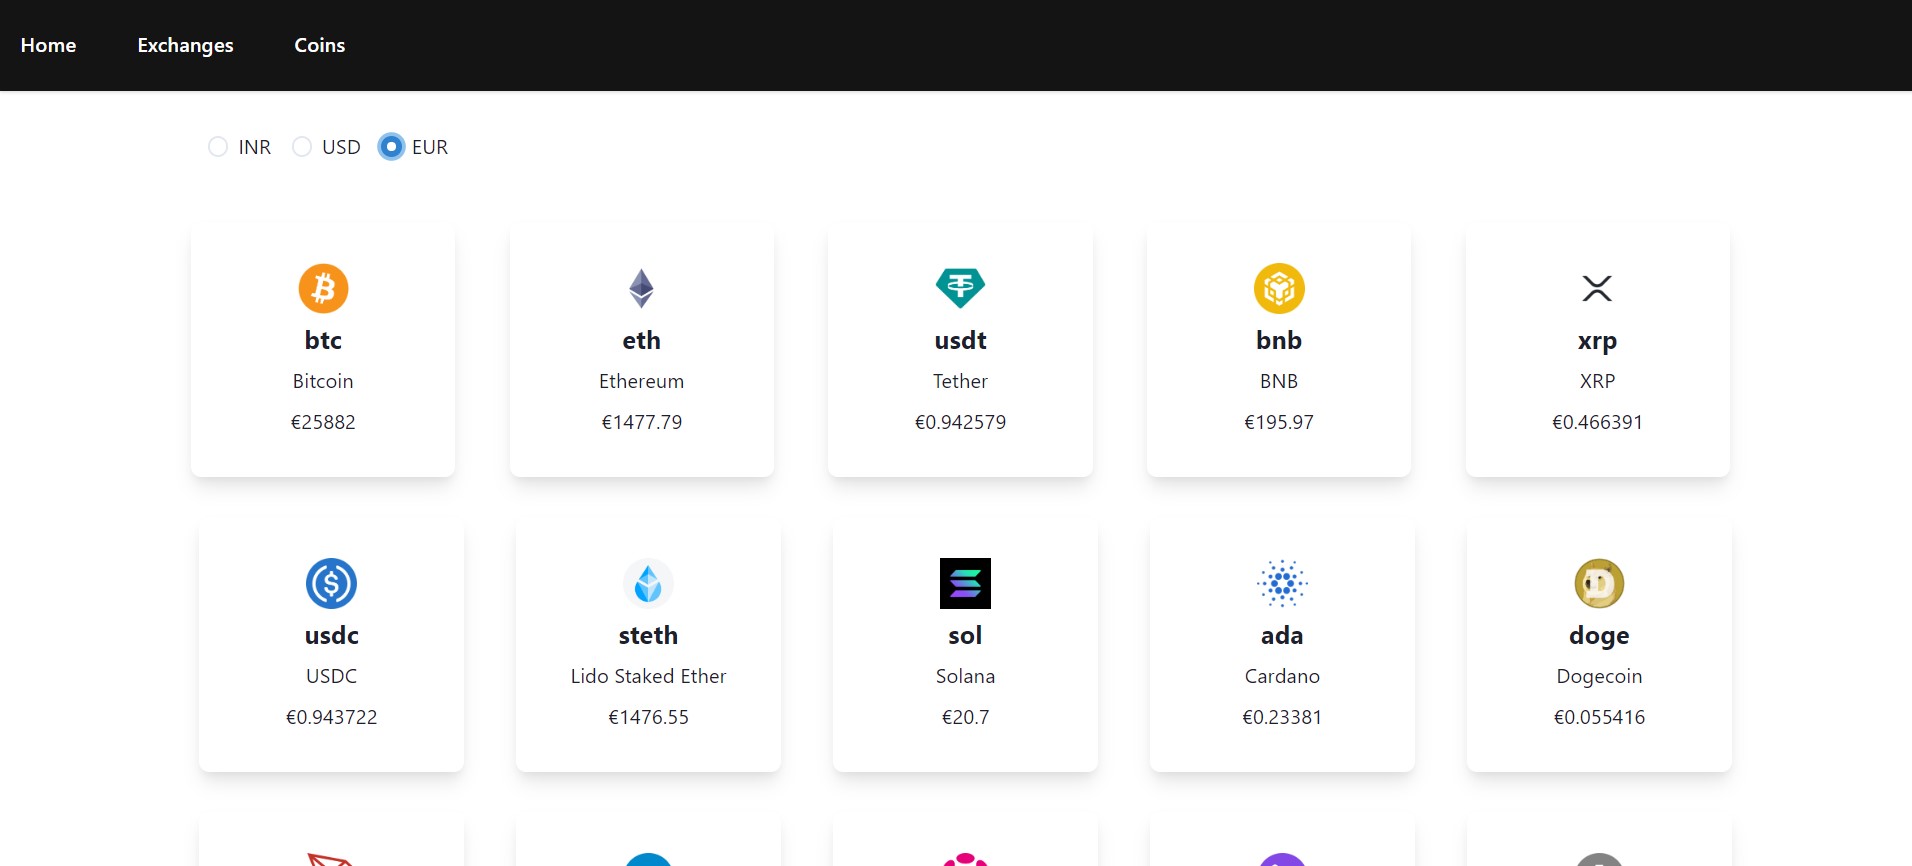 Home Exchanges Coins
INR USD EUR
btc eth usdt bnb xrp
Bitcoin Ethereum Tether BNB XRP
€25882 €1477.79 €0.942579 €195.97 €0.466391
usdc steth sol ada doge
USDC Lido Staked Ether Solana Cardano Dogecoin
€0.943722 €1476.55 €20.7 €0.23381 €0.055416